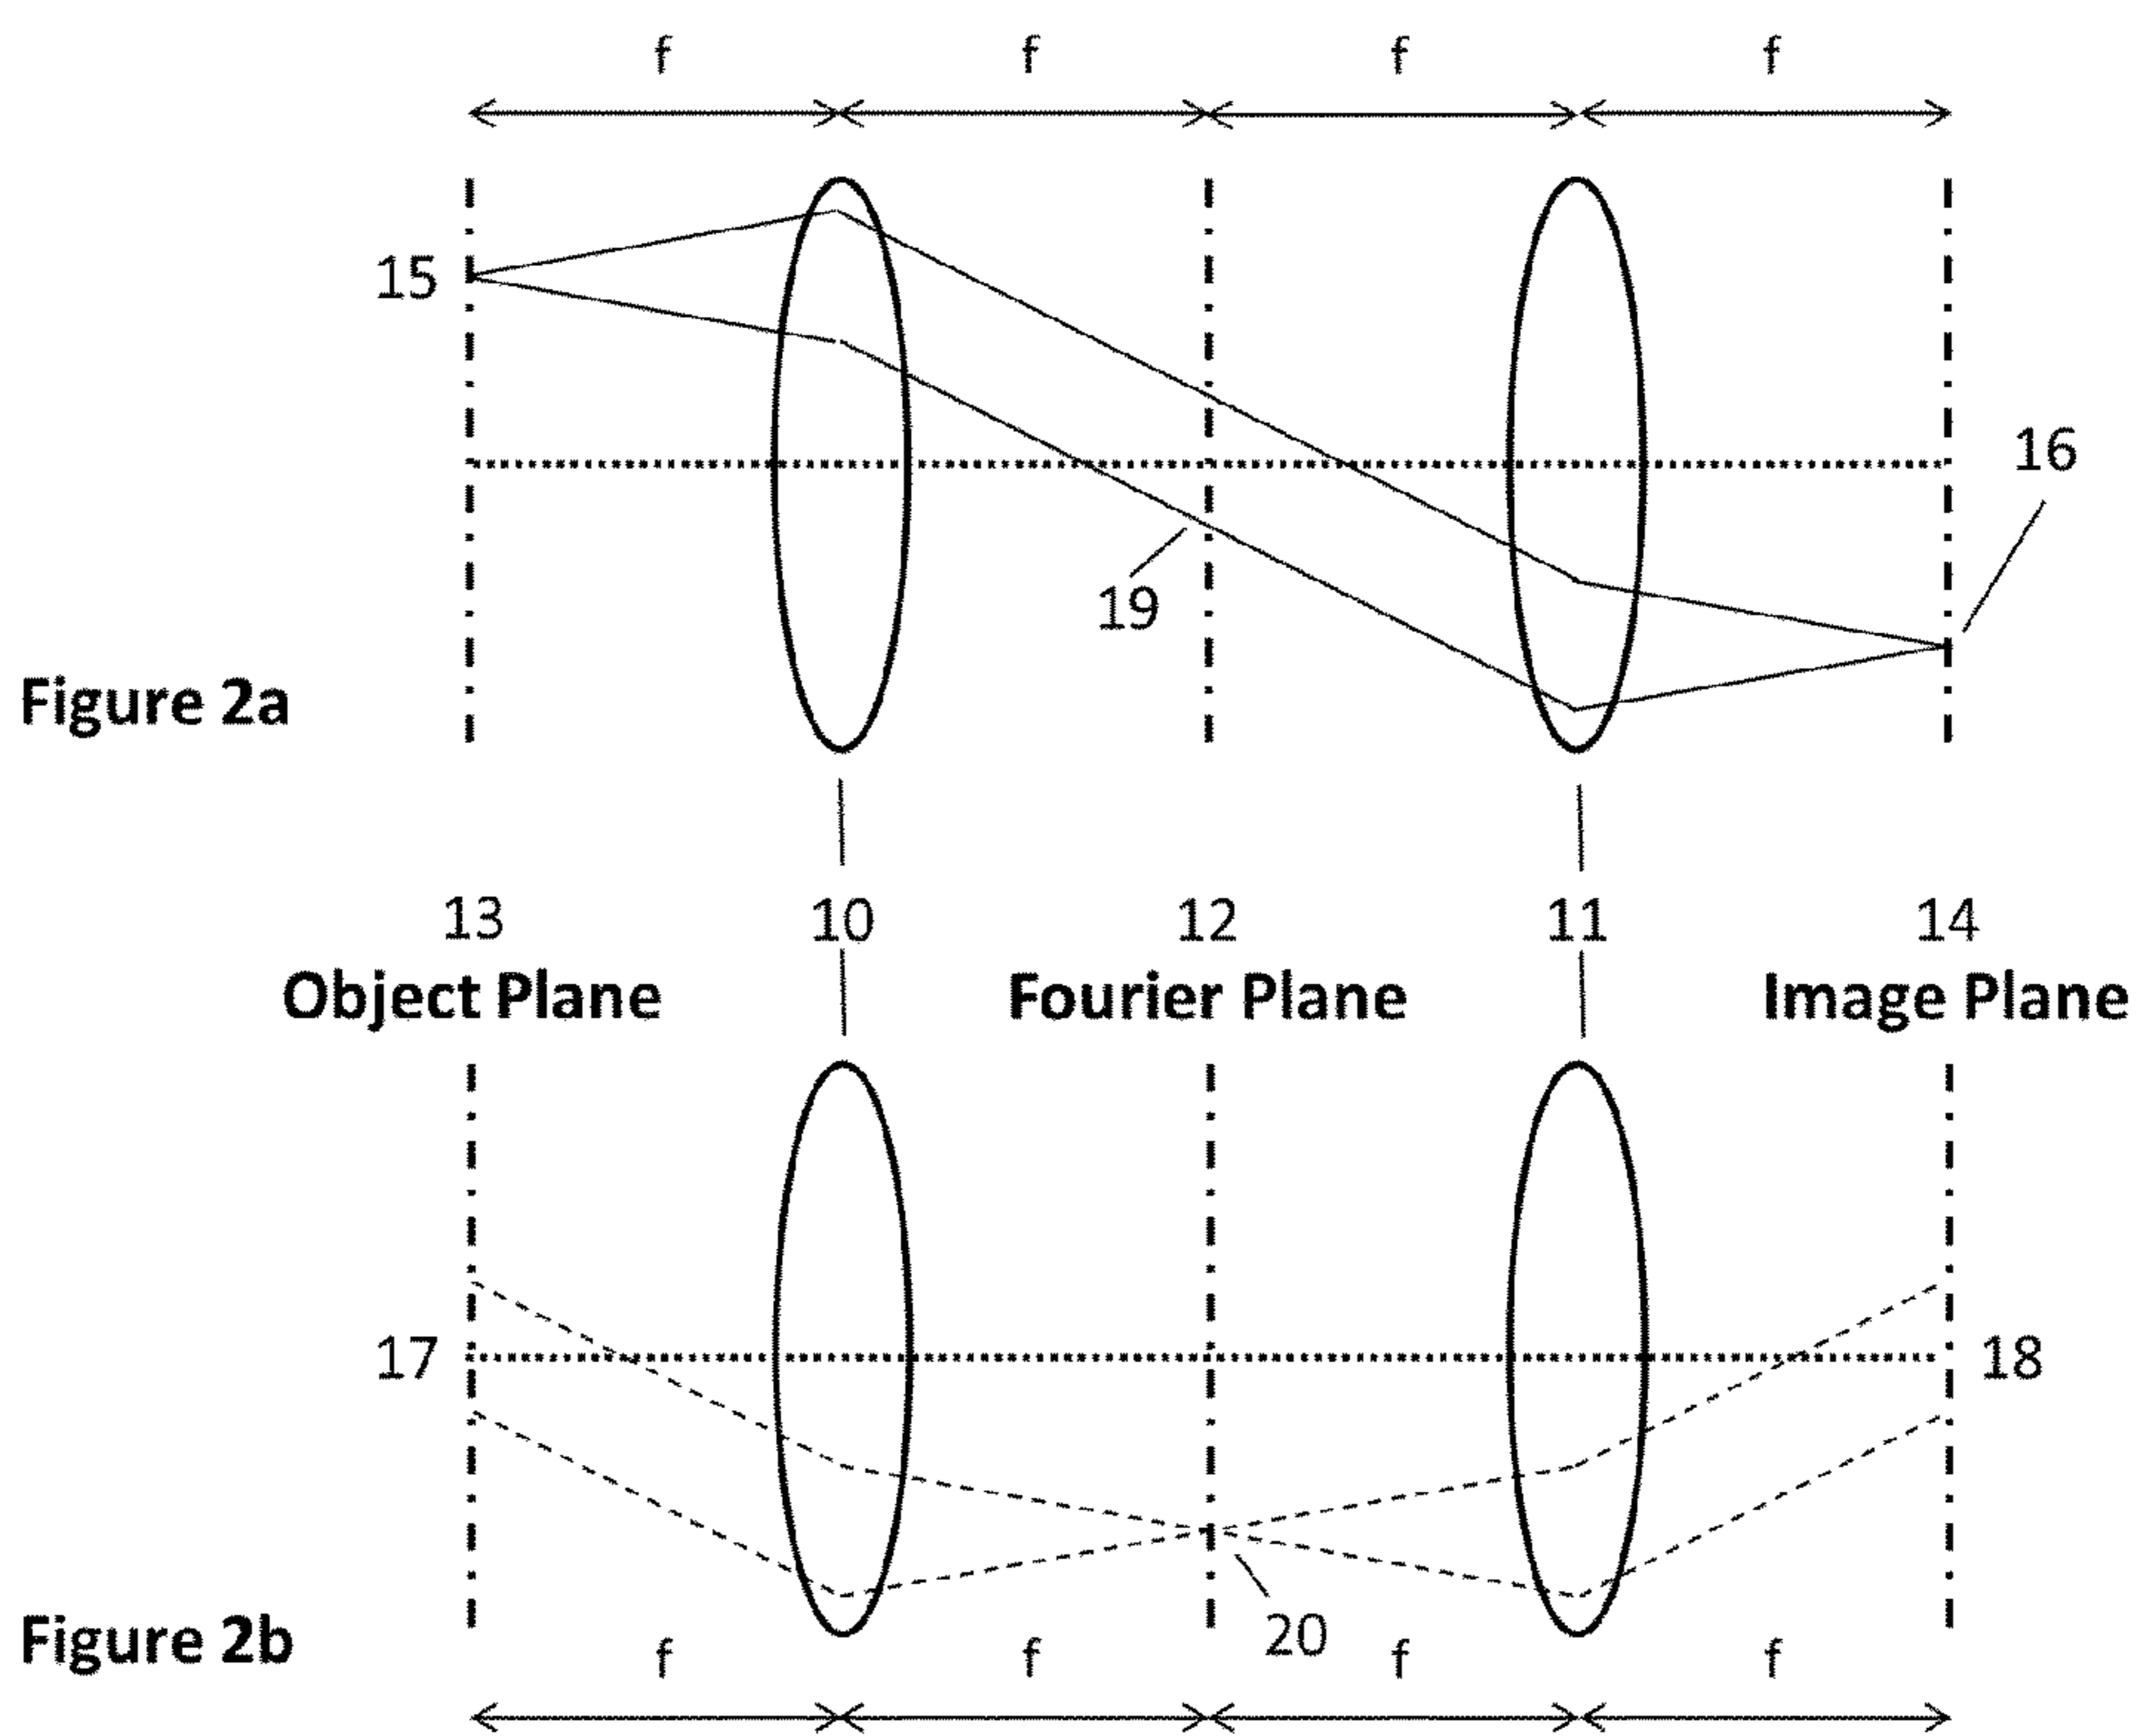 f f f f
15
16
19
Figure 2a
13 10 12 11 14
Object Plane Fourier Plane Image Plane
17 18
20
Figure 2b
f f f f